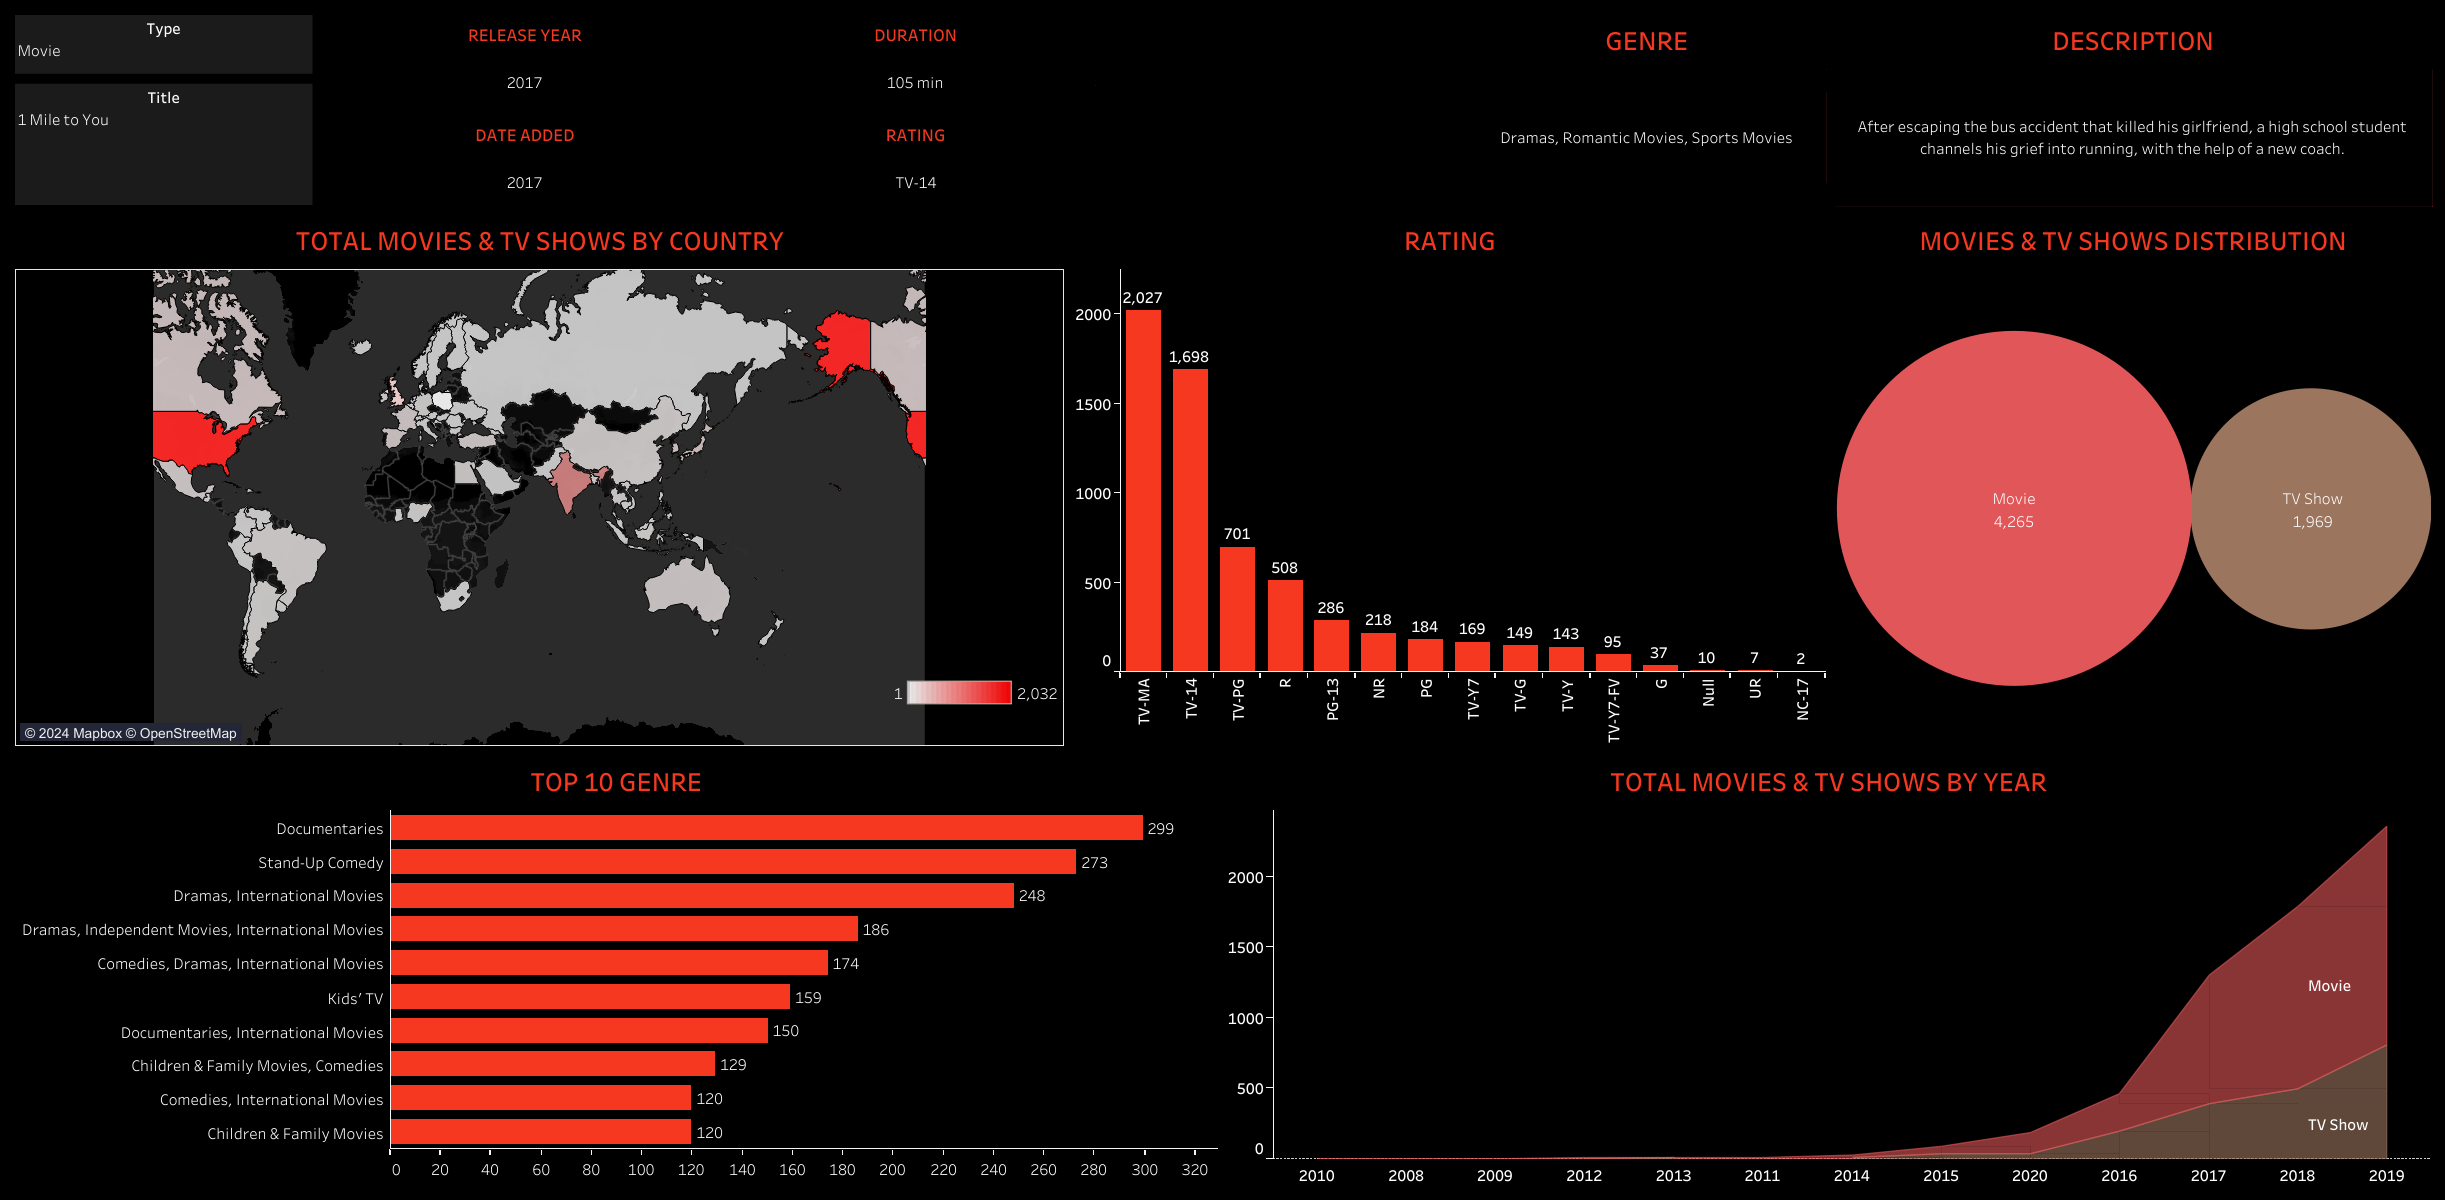 Type
Movie
Title
1 Mile to You
RELEASE YEAR
2017
DATE ADDED
2017
DURATION
105 min
RATING
TV-14
GENRE
Dramas, Romantic Movies, Sports Movies
DESCRIPTION
After escaping the bus accident that killed his girlfriend, a high school student
channels his grief into running, with the help of a new coach.
TOTAL MOVIES & TV SHOWS BY COUNTRY
1
2,032
© 2024 Mapbox © OpenStreetMap
RATING
2000
1500
1000
500
0
2,027
1,698
701
508
286
218
184
169
149
143
95
37
10
7
2
TV-MA
TV-14
TV-PG
R
PG-13
NR
PG
TV-Y7
TV-G
TV-Y
TV-Y7-FV
G
Null
UR
NC-17
MOVIES & TV SHOWS DISTRIBUTION
Movie
4,265
TV Show
1,969
TOP 10 GENRE
Documentaries 299
Stand-Up Comedy 273
Dramas, International Movies 248
Dramas, Independent Movies, International Movies 186
Comedies, Dramas, International Movies 174
Kids' TV 159
Documentaries, International Movies 150
Children & Family Movies, Comedies 129
Comedies, International Movies 120
Children & Family Movies 120
0 20 40 60 80 100 120 140 160 180 200 220 240 260 280 300 320
TOTAL MOVIES & TV SHOWS BY YEAR
2000
1500
1000
500
0
Movie
TV Show
2010 2008 2009 2012 2013 2011 2014 2015 2020 2016 2017 2018 2019